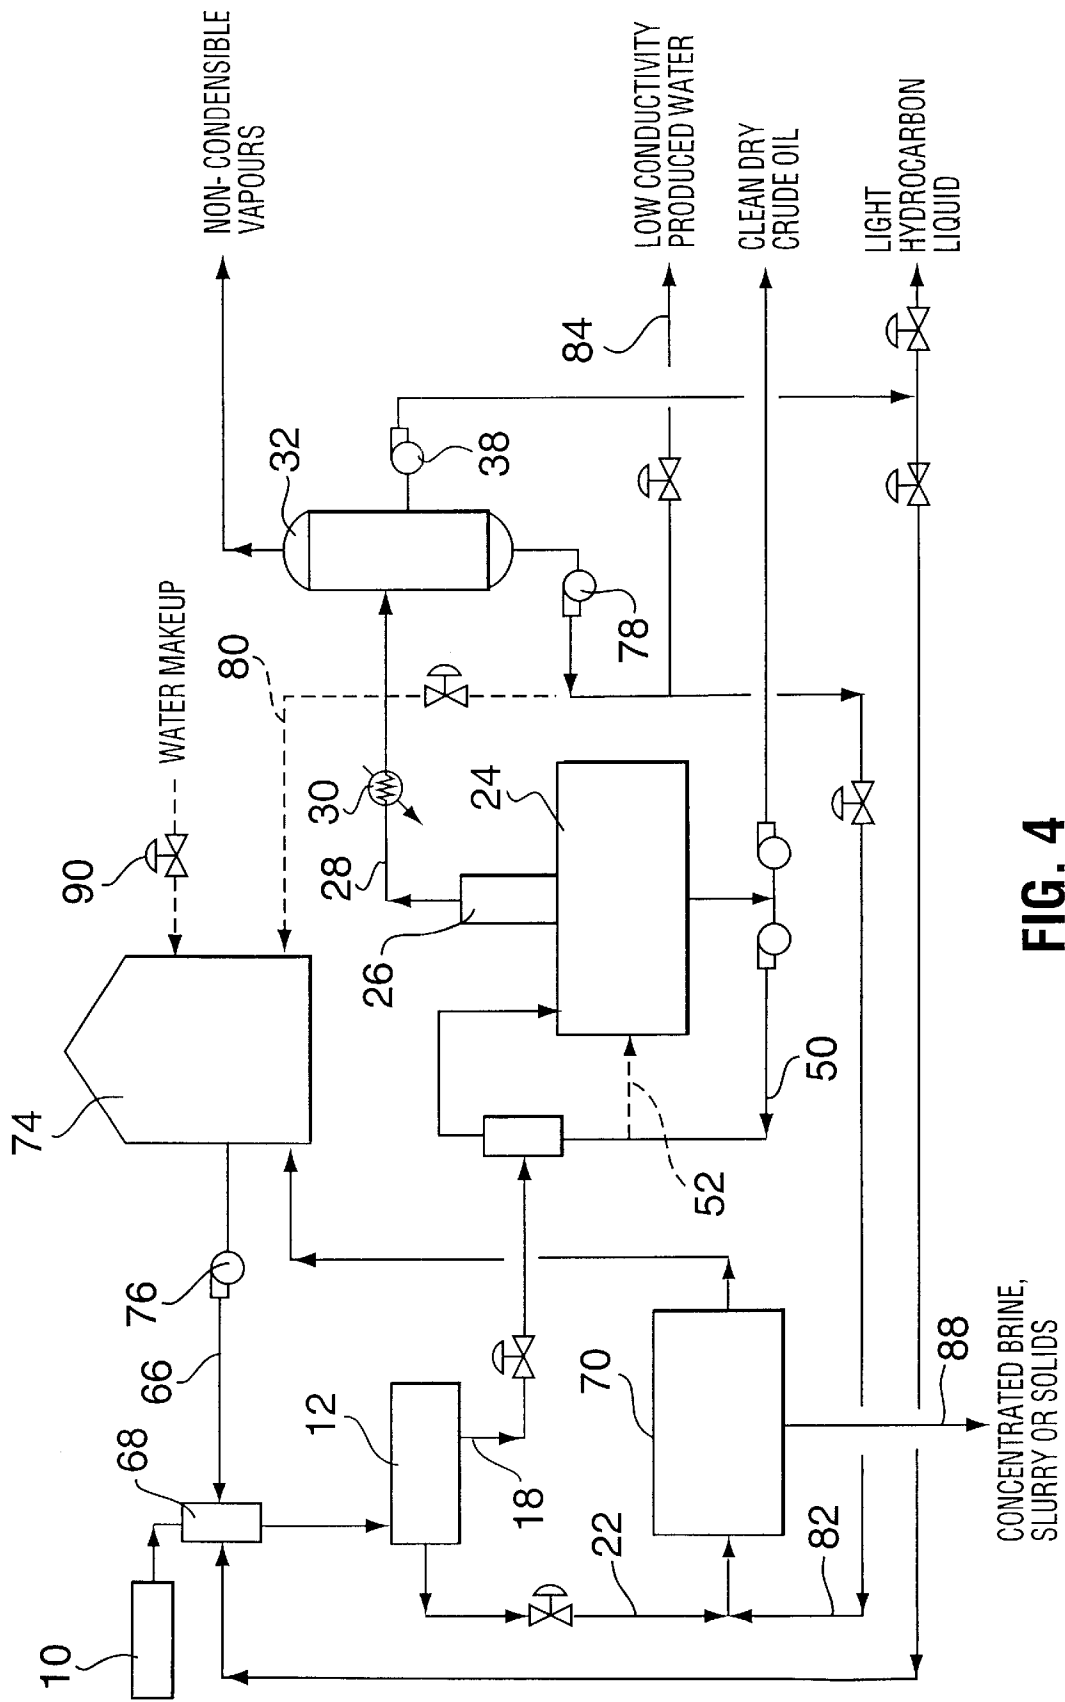 NON-CONDENSIBLE
VAPOURS
WATER MAKEUP
LOW CONDUCTIVITY
PRODUCED WATER
CLEAN DRY
CRUDE OIL
LIGHT
HYDROCARBON
LIQUID
CONCENTRATED BRINE,
SLURRY OR SOLIDS
10
68
66
76
74
90
80
32
38
78
84
30
28
26
24
12
18
22
70
82
88
52
50
FIG. 4